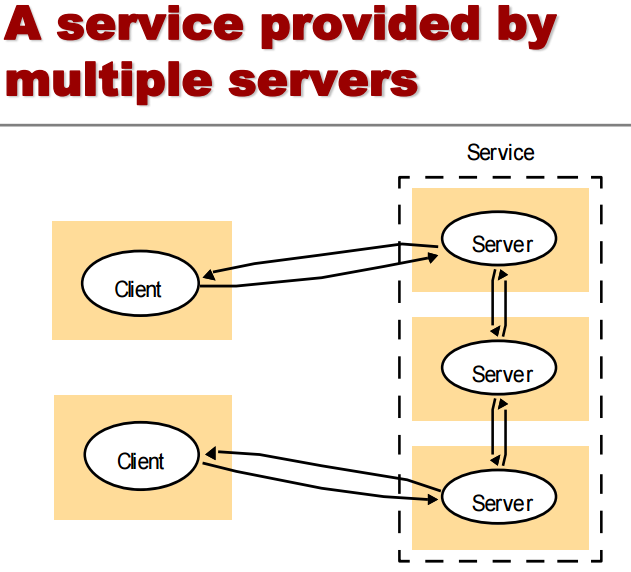 A service provided by
multiple servers
Service
Server
Client
Server
Client
Server